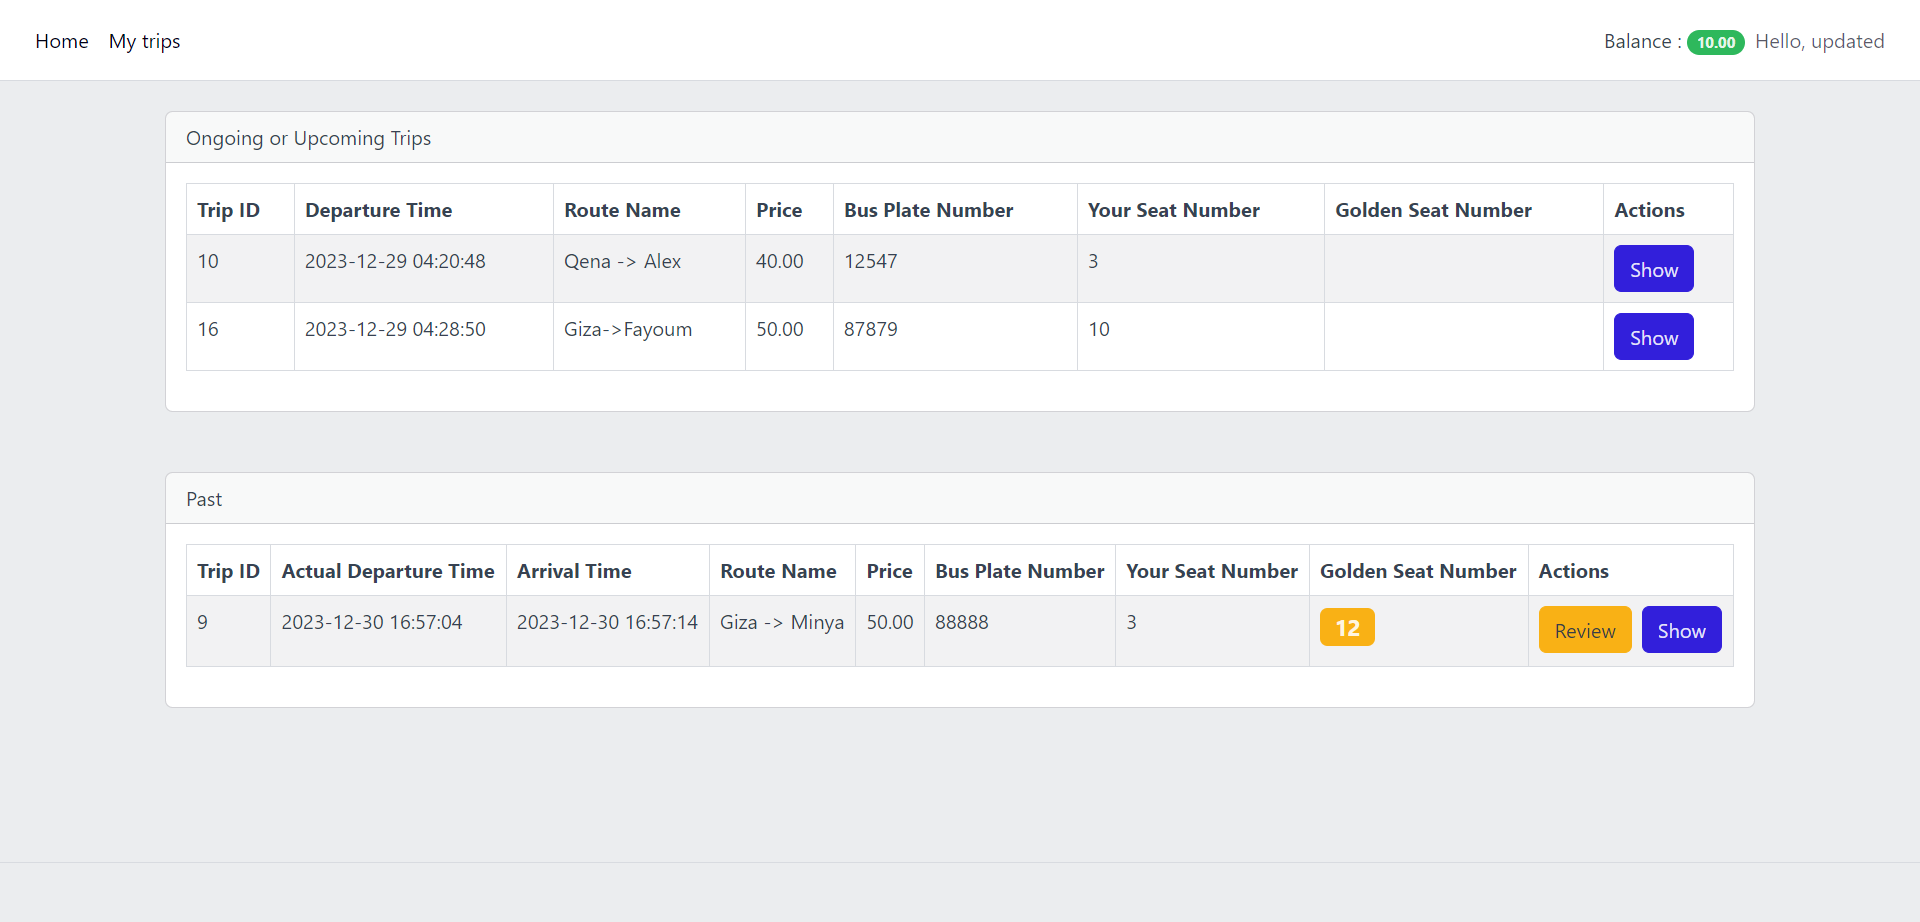 Home My trips Balance : 10.00 Hello, updated
Ongoing or Upcoming Trips
Trip ID Departure Time Route Name Price Bus Plate Number Your Seat Number Golden Seat Number Actions
10 2023-12-29 04:20:48 Qena -> Alex 40.00 12547 3 Show
16 2023-12-29 04:28:50 Giza->Fayoum 50.00 87879 10 Show
Past
Trip ID Actual Departure Time Arrival Time Route Name Price Bus Plate Number Your Seat Number Golden Seat Number Actions
9 2023-12-30 16:57:04 2023-12-30 16:57:14 Giza -> Minya 50.00 88888 3 12 Review Show